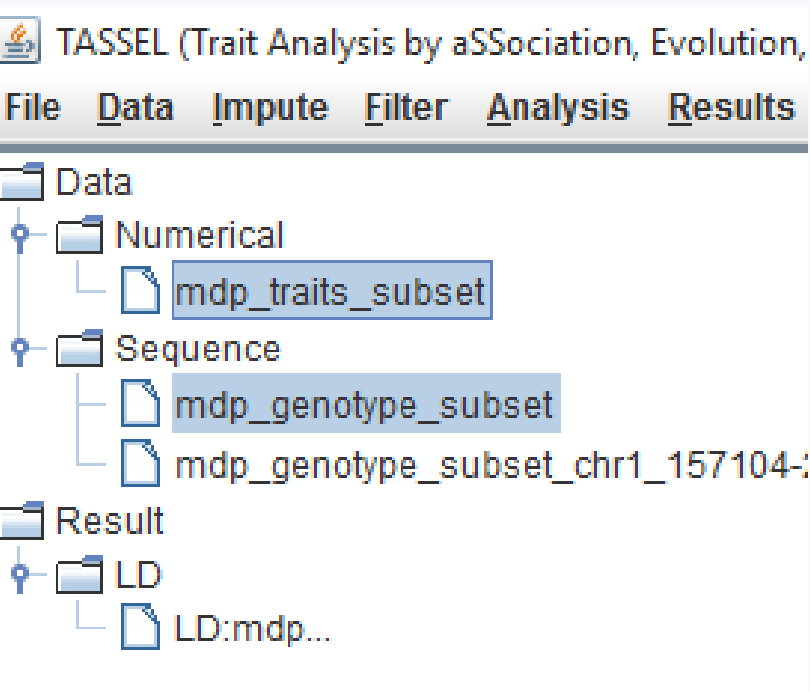 TASSEL (Trait Analysis by aSSociation, Evolution,
File Data Impute Filter Analysis Results
Data
Numerical
mdp_traits_subset
Sequence
mdp_genotype_subset
mdp_genotype_subset_chr1_157104-
Result
LD
LD:mdp...